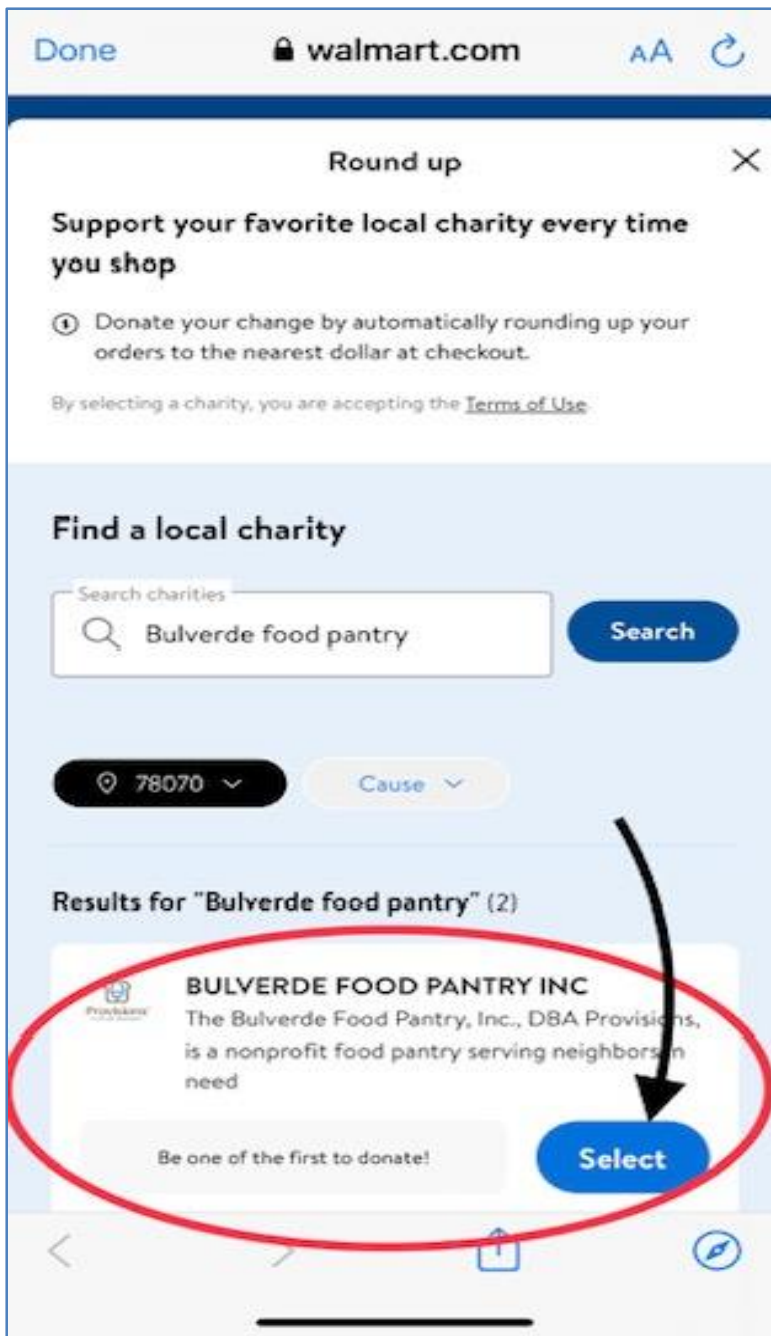 Done walmart.com AA
Round up
Support your favorite local charity every time
you shop
Donate your change by automatically rounding up your
orders to the nearest dollar at checkout.
By selecting a charity, you are accepting the Terms of Use.
Find a local charity
Search charities
Bulverde food pantry
Search
78070 Cause
Results for "Bulverde food pantry" (2)
BULVERDE FOOD PANTRY INC
Provisions
The Bulverde Food Pantry, Inc., DBA Provisions,
is a nonprofit food pantry serving neighbors in
need
Be one of the first to donate!
Select